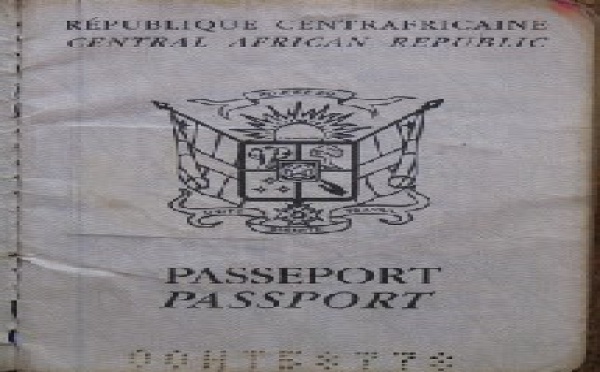 RÉPUBLIQUE CENTRAFRICAINE
CENTRAL AFRICAN REPUBLIC
PASSEPORT
PASSPORT